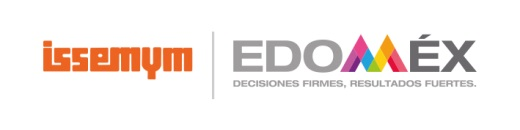 issemym
EDOMÉX
DECISIONES FIRMES, RESULTADOS FUERTES.